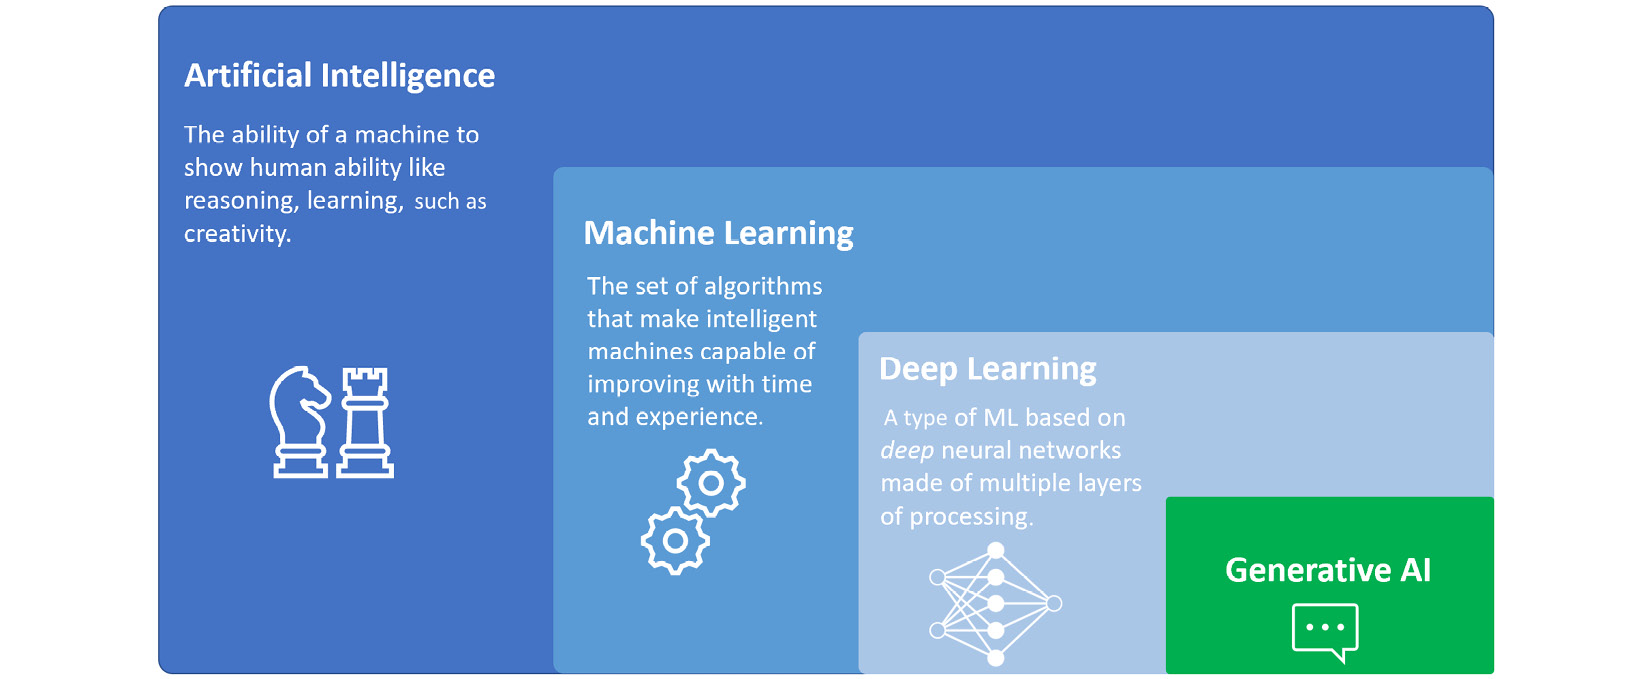 Artificial Intelligence
The ability of a machine to
show human ability like
reasoning, learning, such as
creativity.
Machine Learning
The set of algorithms
that make intelligent
machines capable of
improving with time
and experience.
Deep Learning
A type of ML based on
deep neural networks
made of multiple layers
of processing.
Generative AI